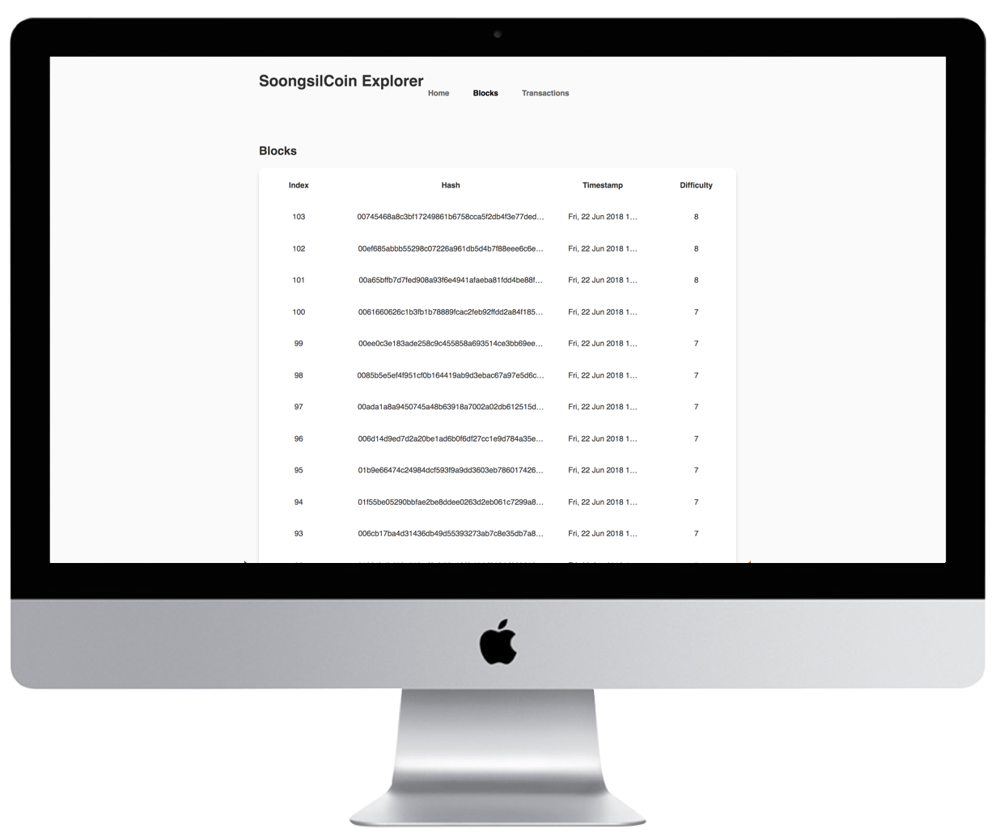 SoongsilCoin Explorer
Home Blocks Transactions
Blocks
Index Hash Timestamp Difficulty
103 00745468a8c3bf17249861b6758cca5f2db4f3e77ded... Fri, 22 Jun 2018 1... 8
102 00ef685abbb55298c07226a961db5d4b7f88eee6c6e... Fri, 22 Jun 2018 1... 8
101 00a65bffb7d7fed908a93f6e4941afaeba81fdd4be88f... Fri, 22 Jun 2018 1... 8
100 0061660626c1b3fb1b78889fcac2feb92ffdd2a84f185... Fri, 22 Jun 2018 1... 7
99 00ee0c3e183ade258c9c455858a693514ce3bb69ee... Fri, 22 Jun 2018 1... 7
98 0085b5e5ef4f951cf0b164419ab9d3ebac67a97e5d6c... Fri, 22 Jun 2018 1... 7
97 00ada1a8a9450745a48b63918a7002a02db612515d... Fri, 22 Jun 2018 1... 7
96 006d14d9ed7d2a20be1ad6b0f6df27cc1e9d784a35e... Fri, 22 Jun 2018 1... 7
95 01b9e66474c24984dcf593f9a9dd3603eb786017426... Fri, 22 Jun 2018 1... 7
94 01f55be05290bbfae2be8ddee0263d2eb061c7299a8... Fri, 22 Jun 2018 1... 7
93 006cb17ba4d31436db49d55393273ab7c8e35db7a8... Fri, 22 Jun 2018 1... 7